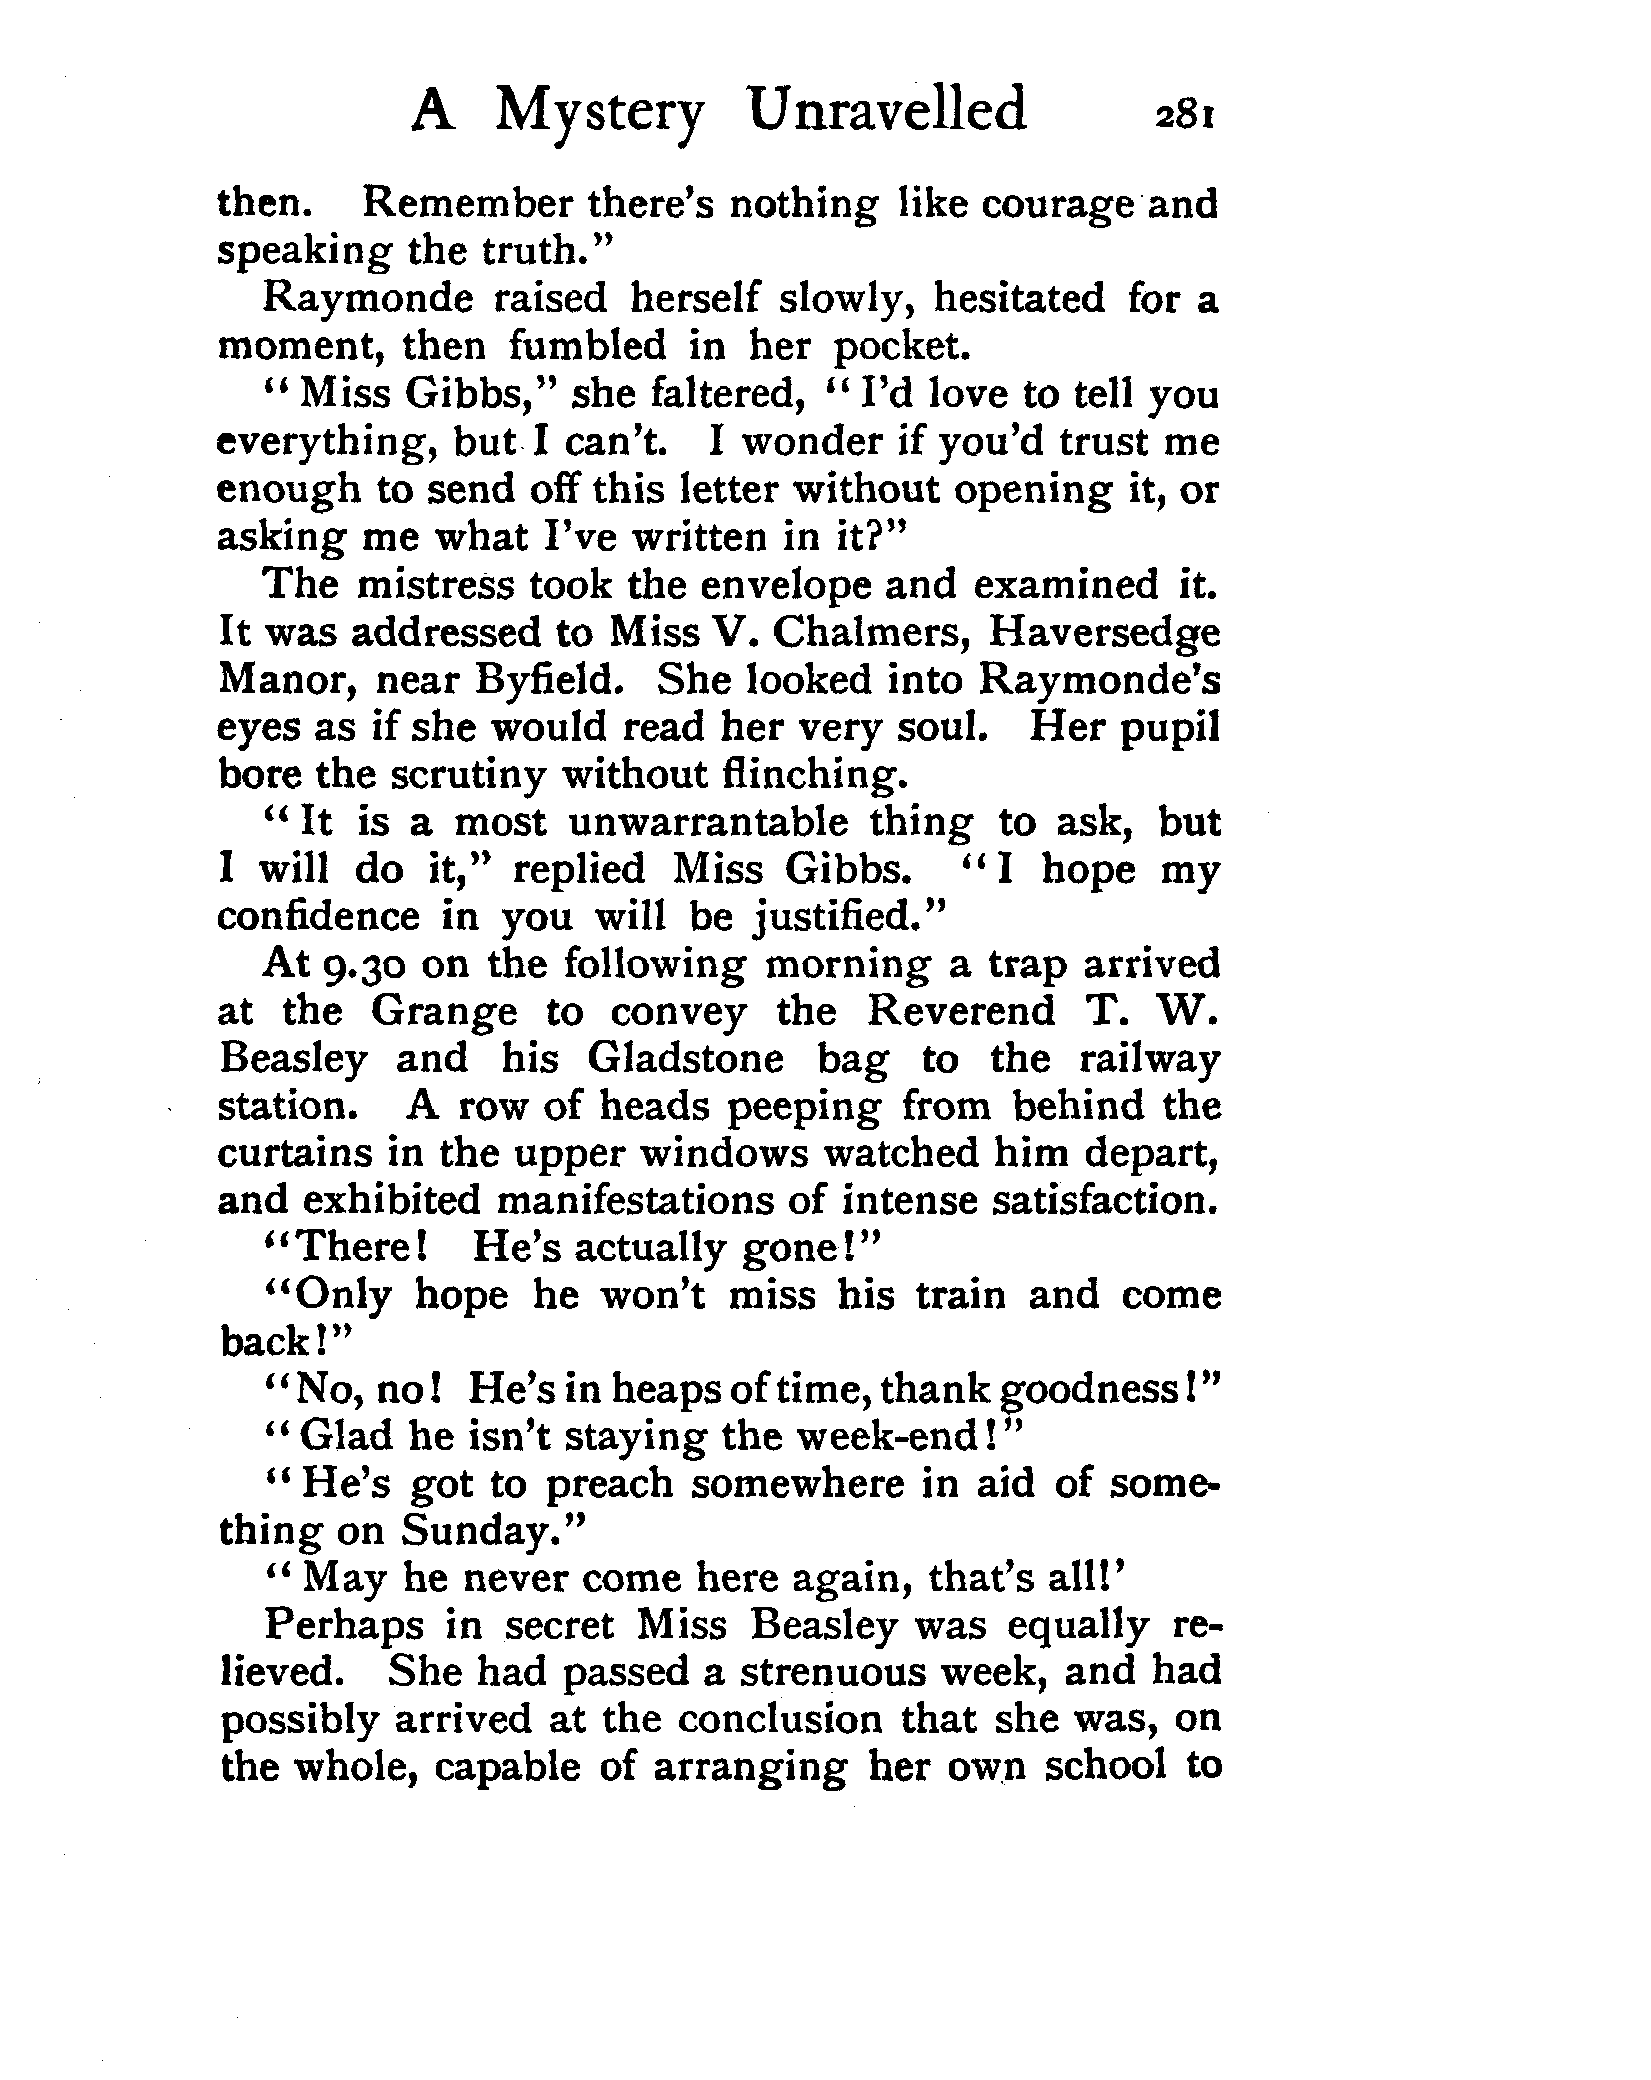 A Mystery Unravelled 281
then. Remember there's nothing like courage and
speaking the truth."
Raymonde raised herself slowly, hesitated for a
moment, then fumbled in her pocket.
"Miss Gibbs," she faltered, "I'd love to tell you
everything, but I can't. I wonder if you'd trust me
enough to send off this letter without opening it, or
asking me what I've written in it?"
The mistress took the envelope and examined it.
It was addressed to Miss V. Chalmers, Haversedge
Manor, near Byfield. She looked into Raymonde's
eyes as if she would read her very soul. Her pupil
bore the scrutiny without flinching.
"It is a most unwarrantable thing to ask, but
I will do it," replied Miss Gibbs. "I hope my
confidence in you will be justified."
At 9.30 on the following morning a trap arrived
at the Grange to convey the Reverend T. W.
Beasley and his Gladstone bag to the railway
station. A row of heads peeping from behind the
curtains in the upper windows watched him depart,
and exhibited manifestations of intense satisfaction.
"There! He's actually gone!"
"Only hope he won't miss his train and come
back!"
"No, no! He's in heaps of time, thank goodness!"
"Glad he isn't staying the week-end!"
"He's got to preach somewhere in aid of some-
thing on Sunday."
"May he never come here again, that's all!'
Perhaps in secret Miss Beasley was equally re-
lieved. She had passed a strenuous week, and had
possibly arrived at the conclusion that she was, on
the whole, capable of arranging her own school to